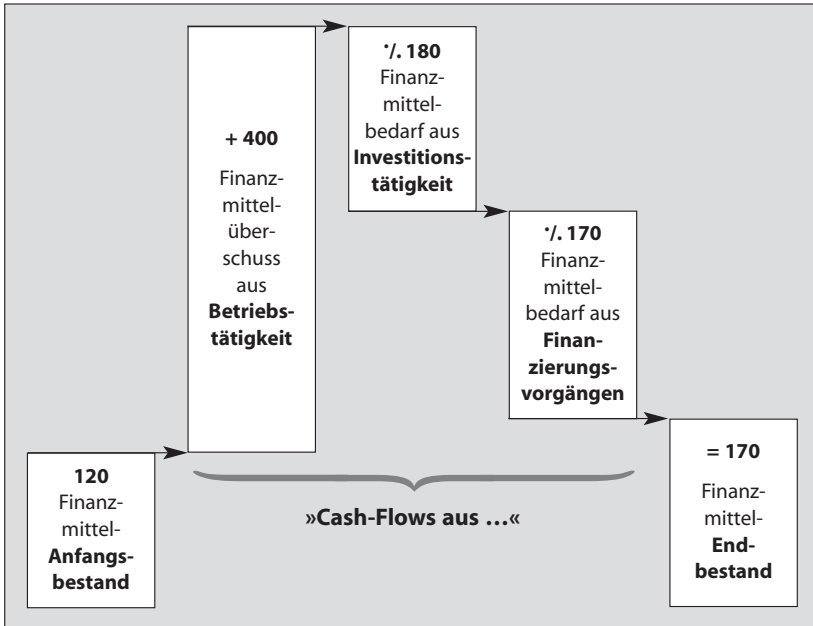 + 400
Finanz-
mittel-
über-
schuss
aus
Betriebs-
tätigkeit
·/. 180
Finanz-
mittel-
bedarf aus
Investitions-
tätigkeit
·/. 170
Finanz-
mittel-
bedarf aus
Finan-
zierungs-
vorgängen
120
Finanz-
mittel-
Anfangs-
bestand
»Cash-Flows aus …«
= 170
Finanz-
mittel-
End-
bestand